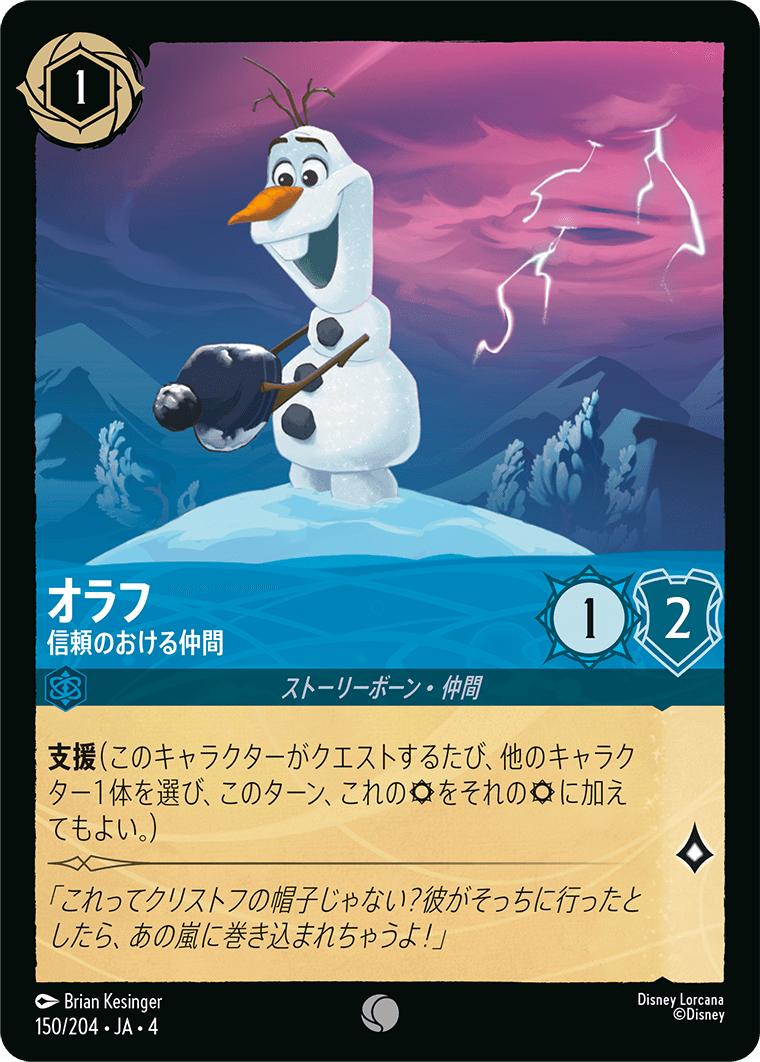 1
オラフ
信頼のおける仲間
1
2
ストーリーボーン・仲間
支援(このキャラクターがクエストするたび、他のキャラク
ター1体を選び、このターン、これの をそれの に加え
てもよい。)
「これってクリストフの帽子じゃない?彼がそっちに行ったと
したら、あの嵐に巻き込まれちゃうよ!」
Brian Kesinger
150/204・JA・4
Disney Lorcana
©Disney